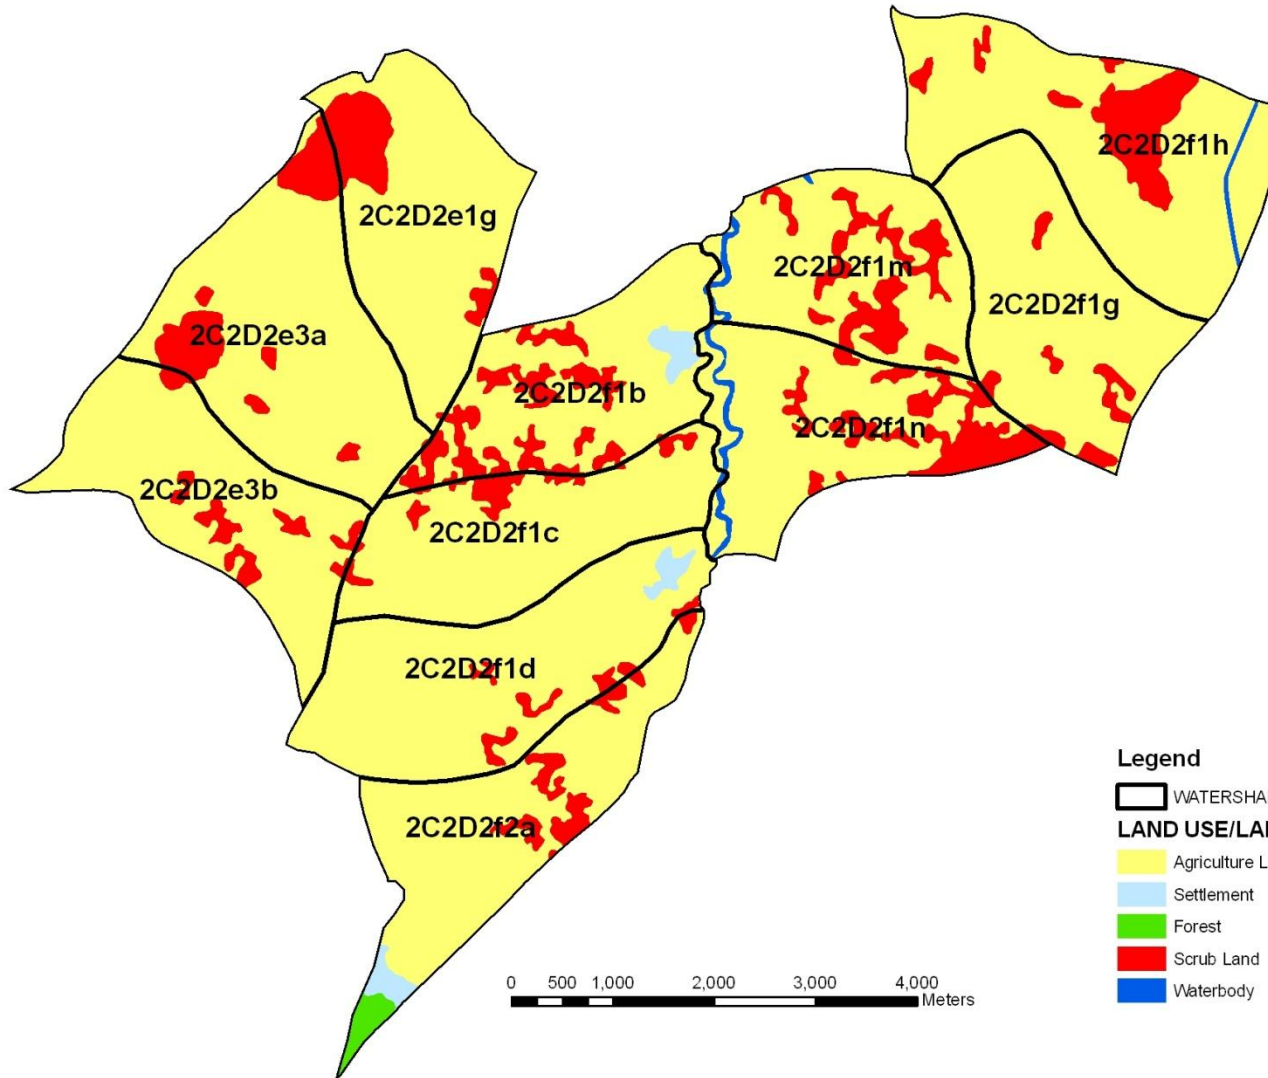 2C2D2f1h
2C2D2e1g
2C2D2f1m
2C2D2f1g
2C2D2e3a
2C2D2f1b
2C2D2f1n
2C2D2e3b
2C2D2f1c
2C2D2f1d
2C2D2f2a
Legend
WATERSHA
LAND USE/LA
Agriculture L
Settlement
Forest
Scrub Land
Waterbody
0 500 1,000 2,000 3,000 4,000
Meters